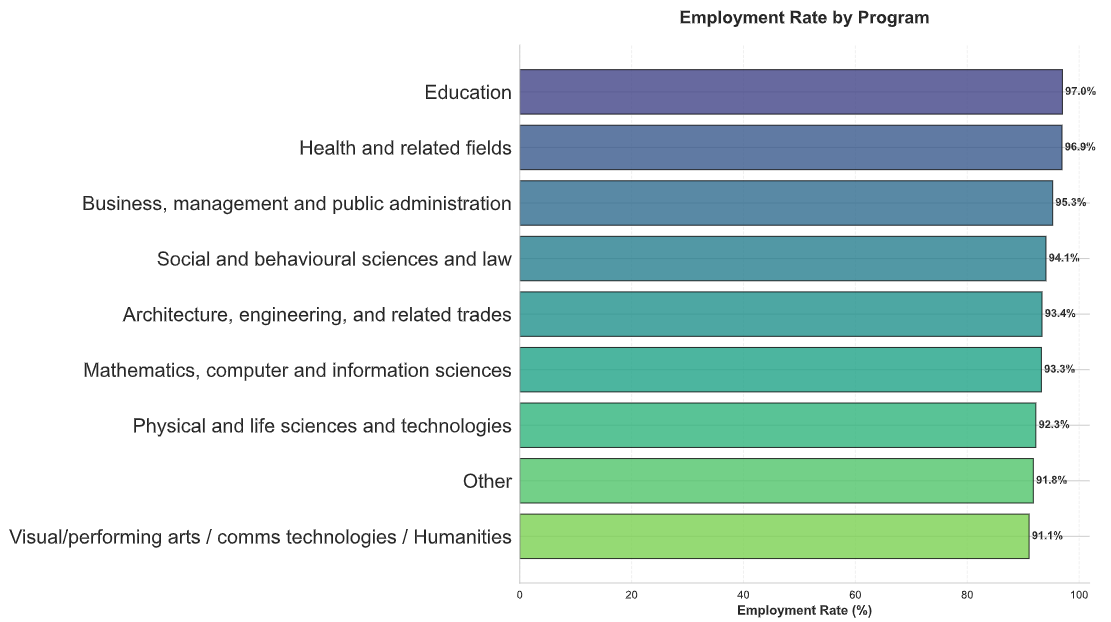 Employment Rate by Program
Education 97.0%
Health and related fields 96.9%
Business, management and public administration 95.3%
Social and behavioural sciences and law 94.1%
Architecture, engineering, and related trades 93.4%
Mathematics, computer and information sciences 93.3%
Physical and life sciences and technologies 92.3%
Other 91.8%
Visual/performing arts / comms technologies / Humanities 91.1%
0 20 40 60 80 100
Employment Rate (%)